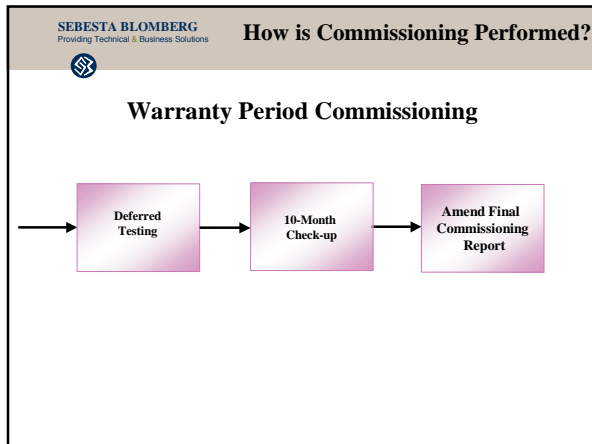 SEBESTA BLOMBERG
Providing Technical & Business Solutions
How is Commissioning Performed?
Warranty Period Commissioning
Deferred
Testing
10-Month
Check-up
Amend Final
Commissioning
Report